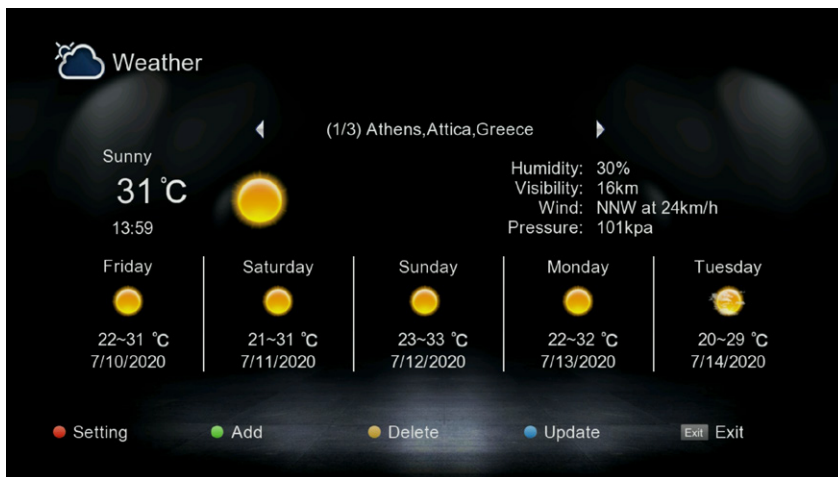 Weather
(1/3) Athens,Attica,Greece
Sunny
31 °C
13:59
Humidity: 30%
Visibility: 16km
Wind: NNW at 24km/h
Pressure: 101kpa
Friday Saturday Sunday Monday Tuesday
22~31 °C 21~31 °C 23~33 °C 22~32 °C 20~29 °C
7/10/2020 7/11/2020 7/12/2020 7/13/2020 7/14/2020
Setting Add Delete Update Exit Exit